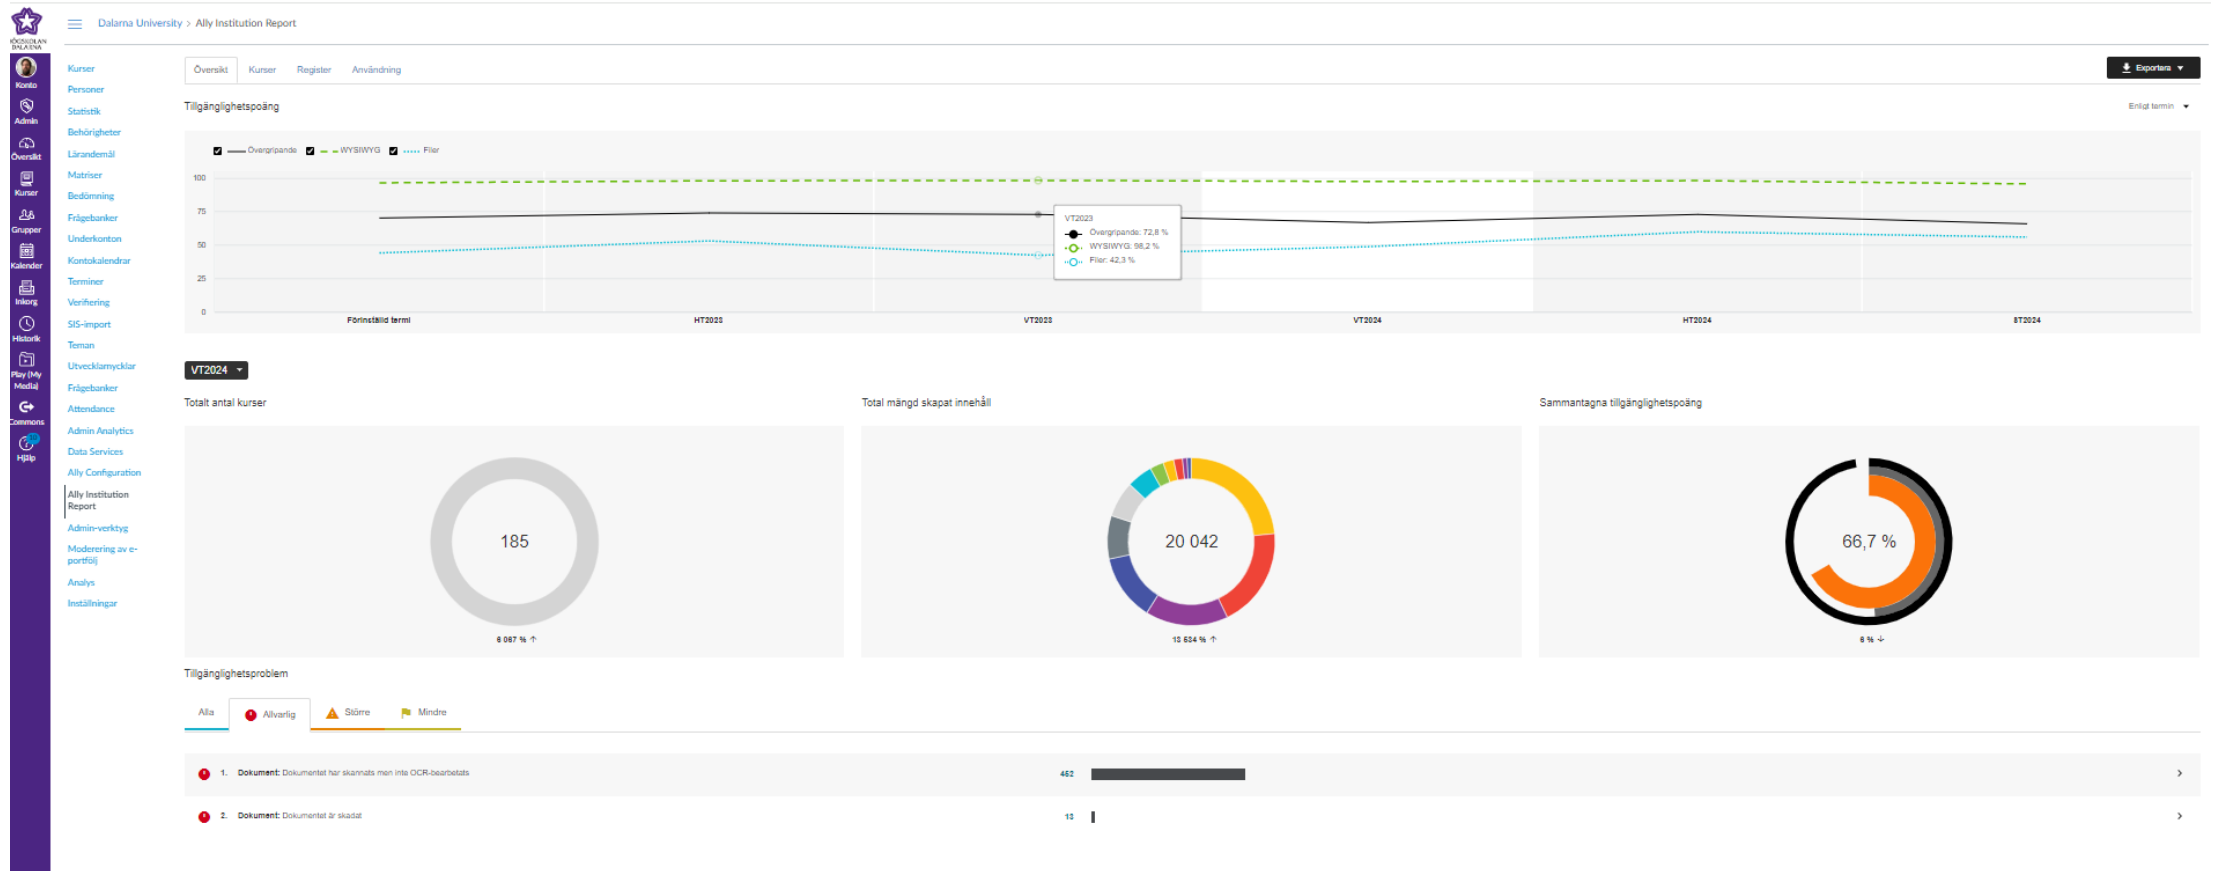 HÖGSKOLAN
DALARNA
Dalarna University > Ally Institution Report
Konto
Admin
Översikt
Kurser
Grupper
Kalender
Inkorg
Historik
Play (My
Media)
Commons
Hjälp
Kurser
Personer
Statistik
Behörigheter
Lärandemål
Matriser
Bedömning
Frågebanker
Underkonton
Kontokalendrar
Terminer
Verifiering
SIS-import
Teman
Utvecklarnycklar
Frågebanker
Attendance
Admin Analytics
Data Services
Ally Configuration
Ally Institution
Report
Admin-verktyg
Moderering av e-
portfölj
Analys
Inställningar
Översikt Kurser Register Användning
Exportera
Tillgänglighetspoäng
Enligt termin
Övergripande WYSIWYG Filer
100
75
50
25
0
VT2023
Övergripande: 72,8 %
WYSIWYG: 98,2 %
Filer: 42,3 %
Förinställd termi HT2023 VT2023 VT2024 HT2024 ST2024
VT2024
Totalt antal kurser
185
6 067 % ↑
Total mängd skapat innehåll
20 042
13 634 % ↑
Sammantagna tillgänglighetspoäng
66,7 %
6 % ↓
Tillgänglighetsproblem
Alla Allvarlig Större Mindre
1. Dokument: Dokumentet har skannats men inte OCR-bearbetats 452
2. Dokument: Dokumentet är skadat 13